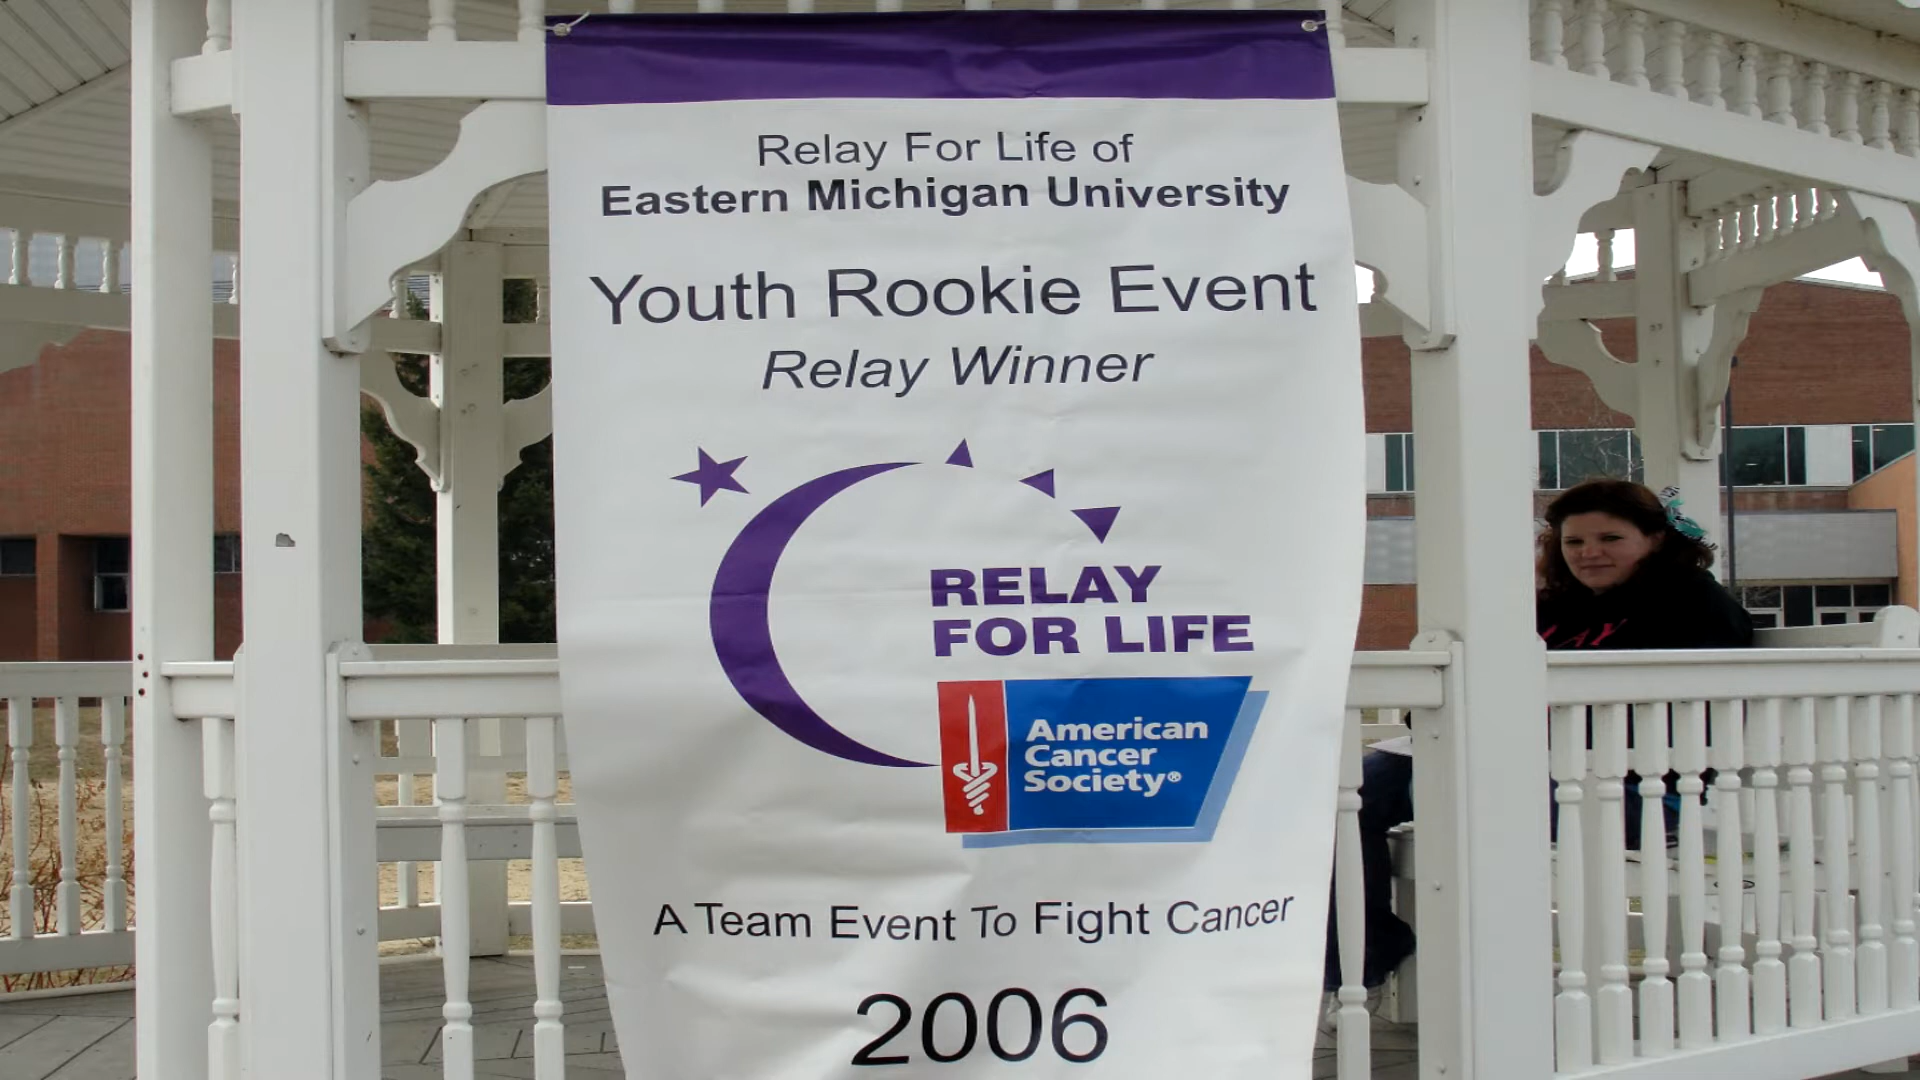 Relay For Life of
Eastern Michigan University
Youth Rookie Event
Relay Winner
RELAY
FOR LIFE
American
Cancer
Society®
A Team Event To Fight Cancer
2006